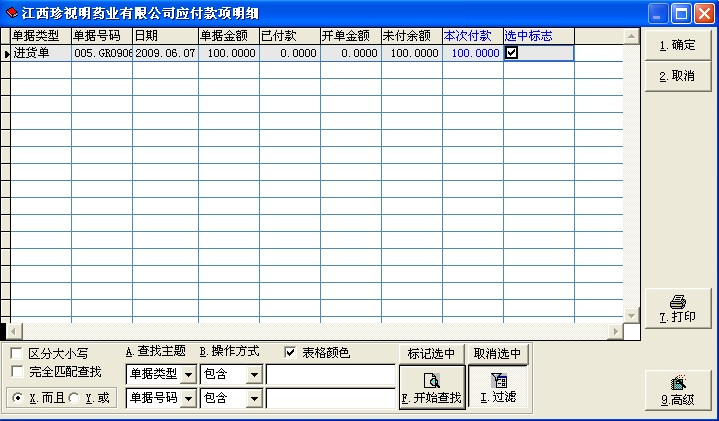 江西珍视明药业有限公司应付款项明细
单据类型 单据号码 日期 单据金额 已付款 开单金额 未付余额 本次付款 选中标志
进货单 005.GR0906 2009.06.07 100.0000 0.0000 0.0000 100.0000 100.0000
1.确定
2.取消
7.打印
9.高级
区分大小写 A.查找主题 B.操作方式 表格颜色 标记选中 取消选中
完全匹配查找 单据类型 包含 F.开始查找 I.过滤
X.而且 Y.或 单据号码 包含